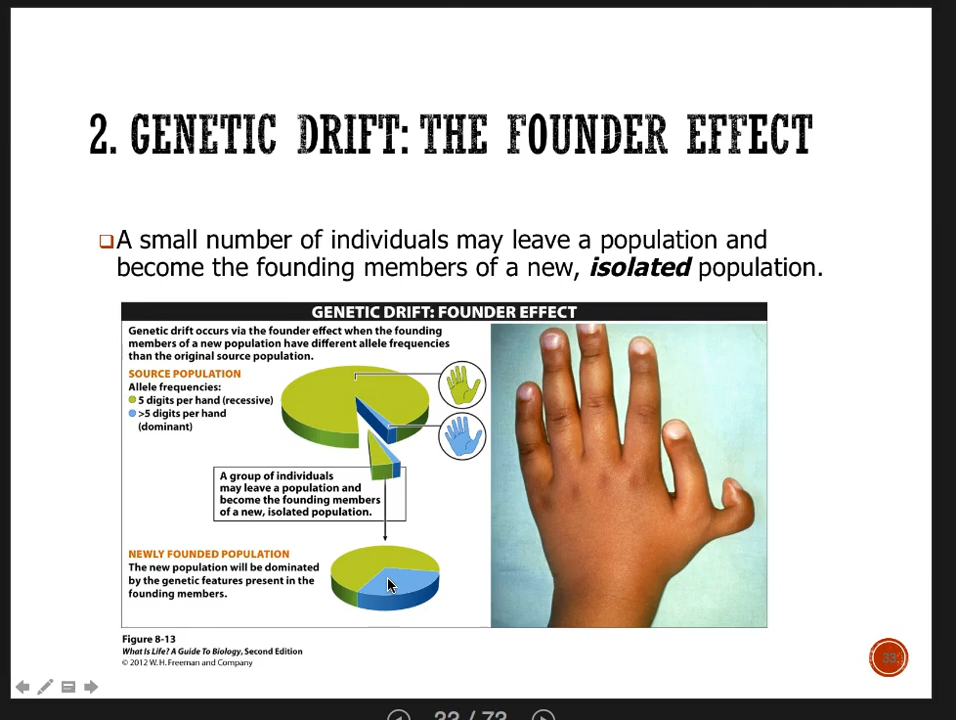 2. GENETIC DRIFT: THE FOUNDER EFFECT
A small number of individuals may leave a population and
become the founding members of a new, isolated population.
GENETIC DRIFT: FOUNDER EFFECT
Genetic drift occurs via the founder effect when the founding
members of a new population have different allele frequencies
than the original source population.
SOURCE POPULATION
Allele frequencies:
5 digits per hand (recessive)
>5 digits per hand
(dominant)
A group of individuals
may leave a population and
become the founding members
of a new, isolated population.
NEWLY FOUNDED POPULATION
The new population will be dominated
by the genetic features present in the
founding members.
Figure 8-13
What Is Life? A Guide To Biology, Second Edition
© 2012 W. H. Freeman and Company
33
33 / 73